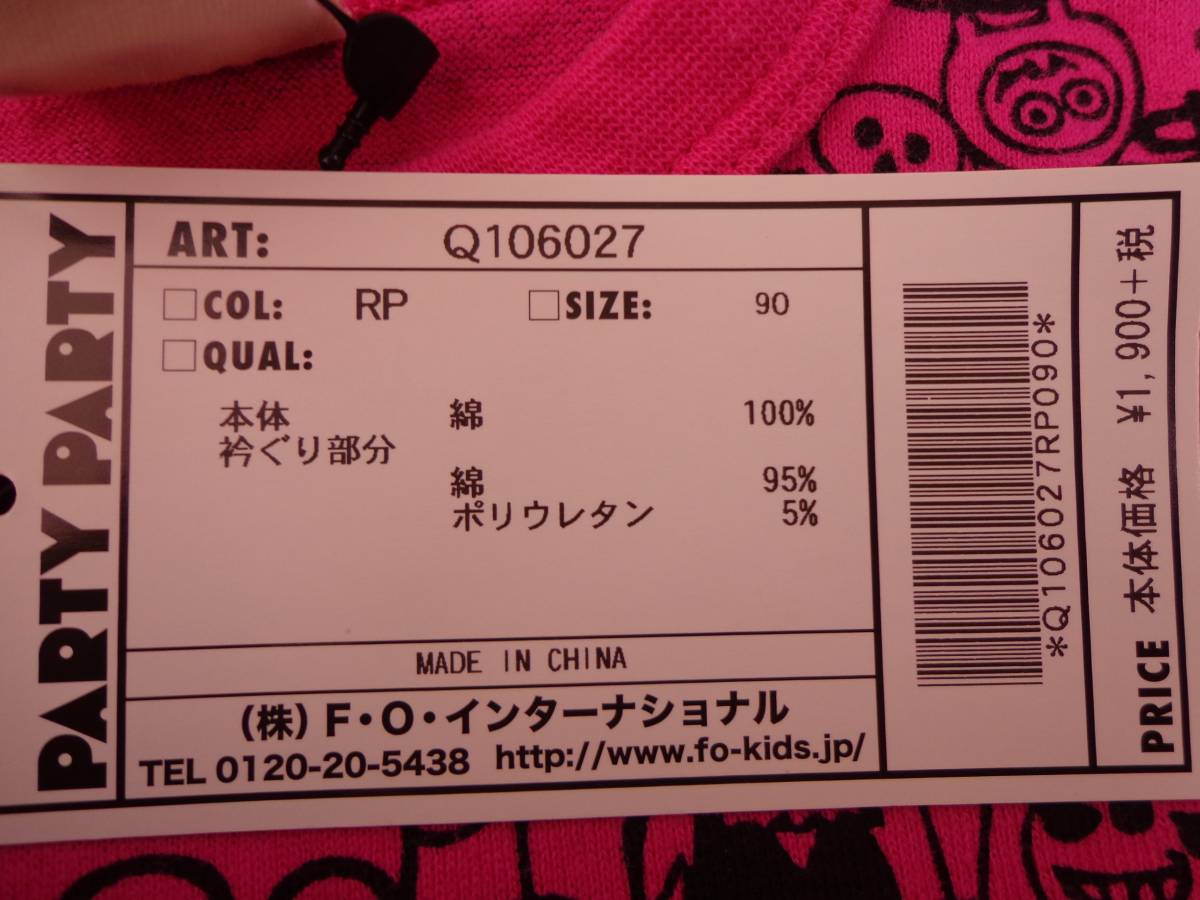 PARTY PARTY
ART: Q106027
COL: RP SIZE: 90
QUAL:
本体 綿 100%
衿ぐり部分
綿 95%
ポリウレタン 5%
MADE IN CHINA
(株)F・O・インターナショナル
TEL 0120-20-5438 http://www.fo-kids.jp/
*Q106027RP090*
PRICE 本体価格 ¥1,900+税